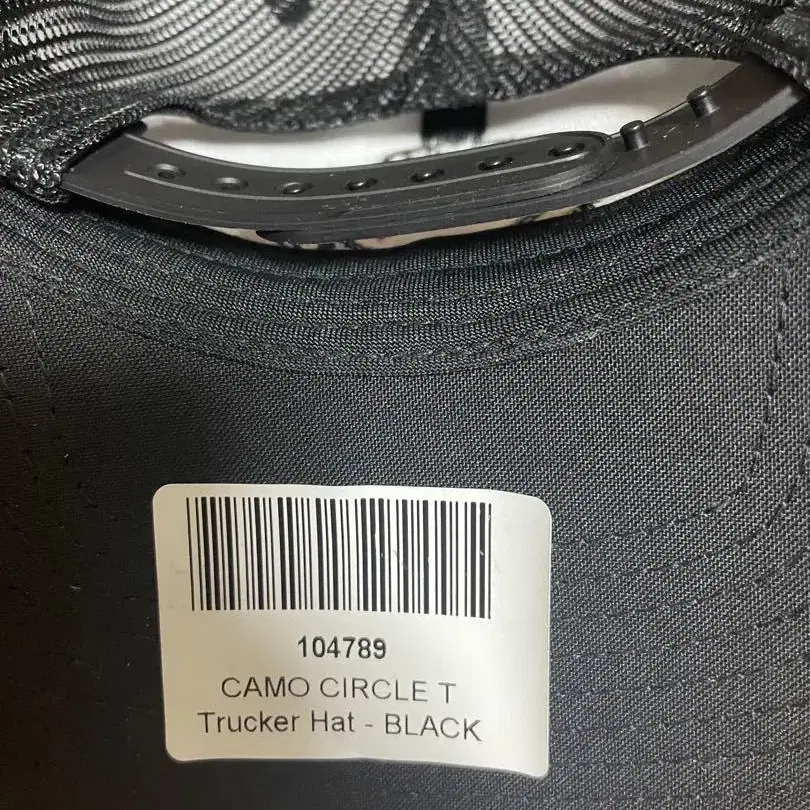 104789
CAMO CIRCLE T
Trucker Hat - BLACK